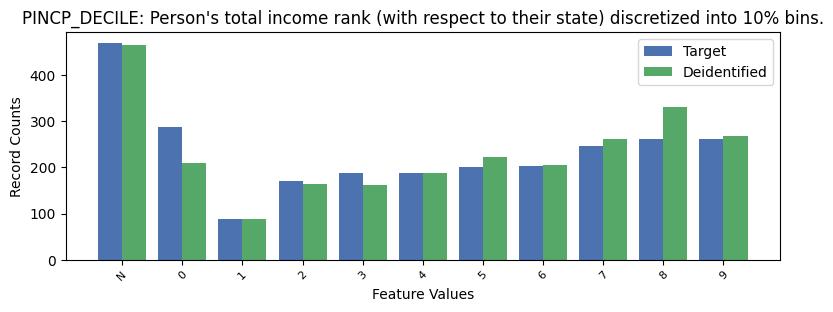 PINCP_DECILE: Person's total income rank (with respect to their state) discretized into 10% bins.
Target
Deidentified
Record Counts
400
300
200
100
0
N 0 1 2 3 4 5 6 7 8 9
Feature Values